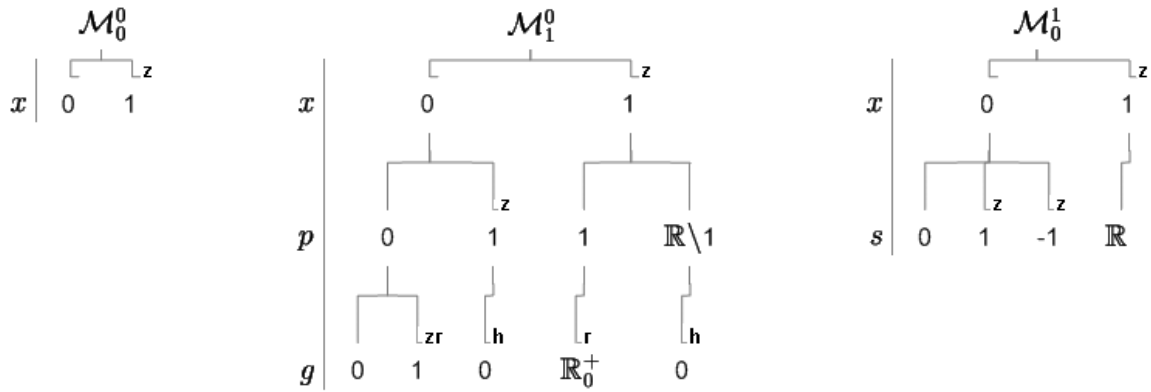 ℳ₀⁰ ℳ₁⁰ ℳ₀¹
z z z
x 0 1 x 0 1 x 0 1
z z z
p 0 1 1 ℝ\1 s 0 1 -1 ℝ
zr h r h
g 0 1 0 ℝ₀⁺ 0